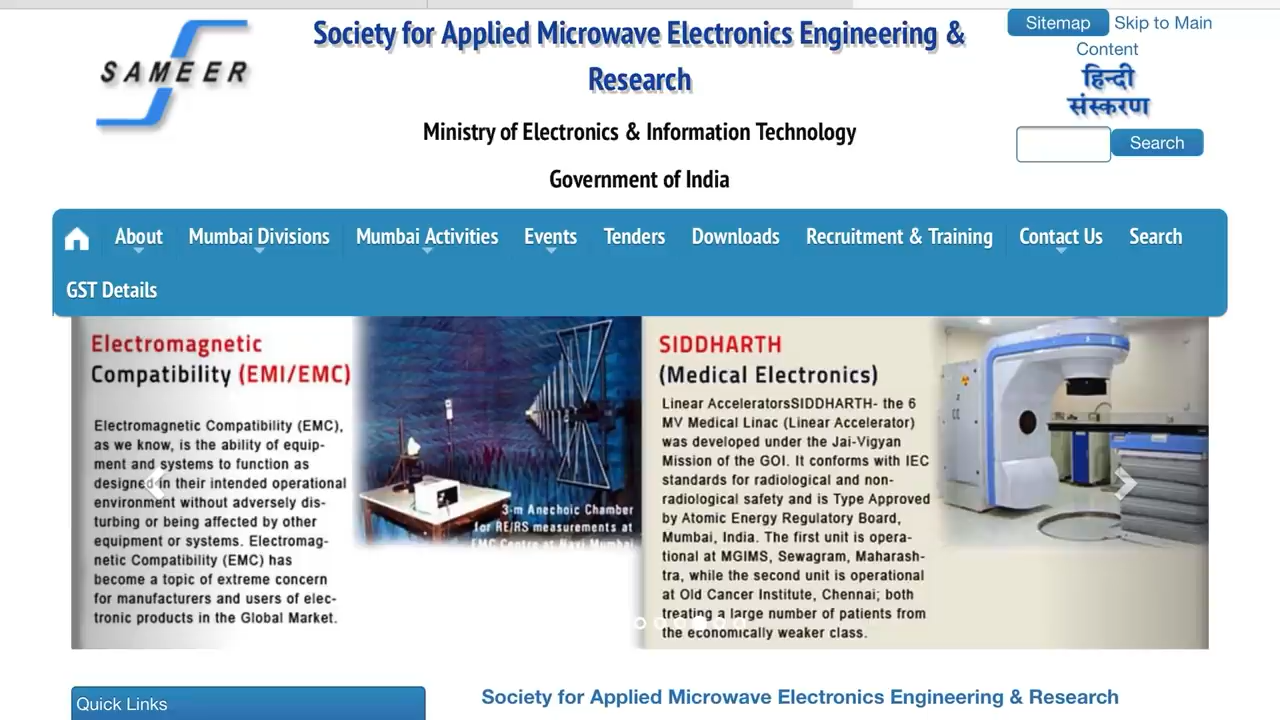 SAMEER
Society for Applied Microwave Electronics Engineering &
Research
Ministry of Electronics & Information Technology
Government of India
Sitemap Skip to Main
Content
हिन्दी
संस्करण
Search
About Mumbai Divisions Mumbai Activities Events Tenders Downloads Recruitment & Training Contact Us Search
GST Details
Electromagnetic
Compatibility (EMI/EMC)
Electromagnetic Compatibility (EMC),
as we know, is the ability of equip-
ment and systems to function as
designed in their intended operational
environment without adversely dis-
turbing or being affected by other
equipment or systems. Electromag-
netic Compatibility (EMC) has
become a topic of extreme concern
for manufacturers and users of elec-
tronic products in the Global Market.
3-m Anechoic Chamber
for RE/RS measurements at
EMC Centre at Navi Mumbai
SIDDHARTH
(Medical Electronics)
Linear AcceleratorsSIDDHARTH- the 6
MV Medical Linac (Linear Accelerator)
was developed under the Jai-Vigyan
Mission of the GOI. It conforms with IEC
standards for radiological and non-
radiological safety and is Type Approved
by Atomic Energy Regulatory Board,
Mumbai, India. The first unit is opera-
tional at MGIMS, Sewagram, Maharash-
tra, while the second unit is operational
at Old Cancer Institute, Chennai; both
treating a large number of patients from
the economically weaker class.
Quick Links
Society for Applied Microwave Electronics Engineering & Research